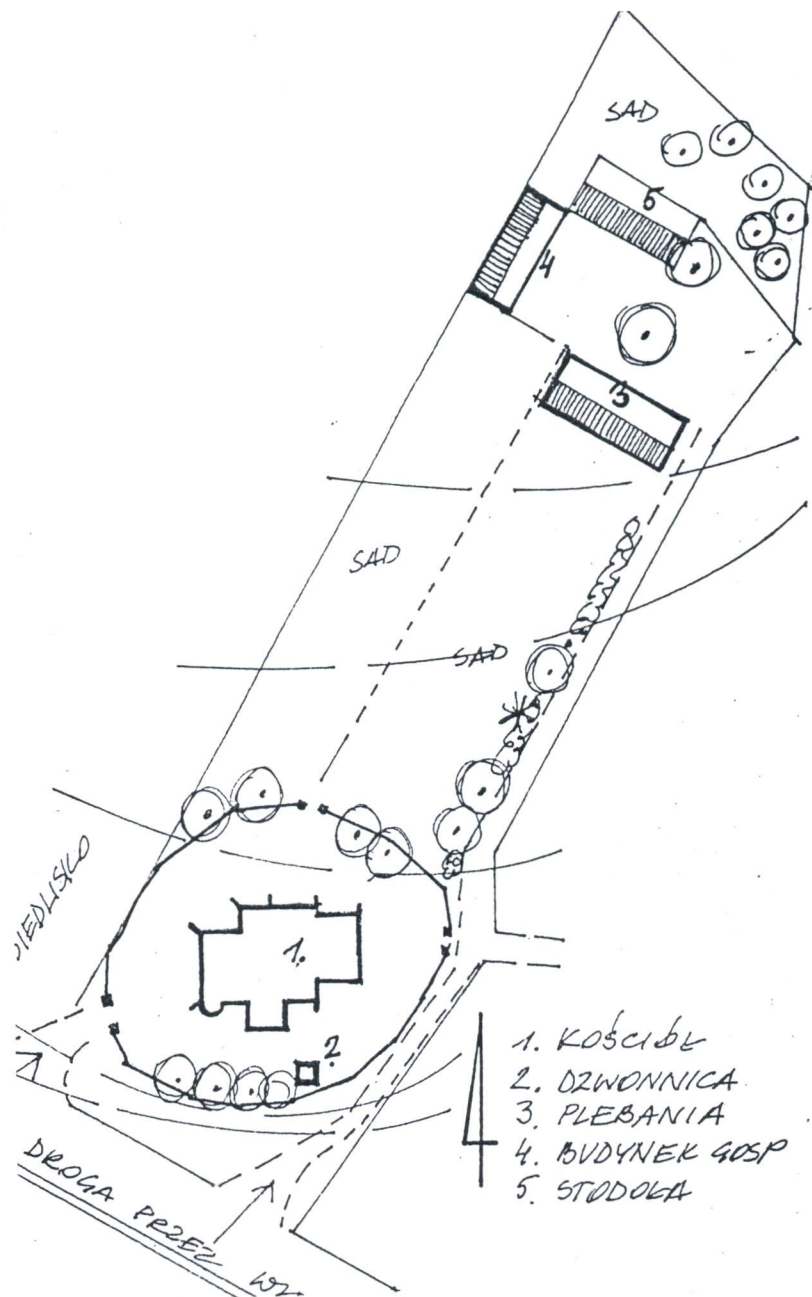 SAD
5
4
3
SAD
SAD
SIEDLISKO
1.
2.
1. KOŚCIÓŁ
2. DZWONNICA
3. PLEBANIA
4. BUDYNEK GOSP
5. STODOŁA
DROGA PRZEZ